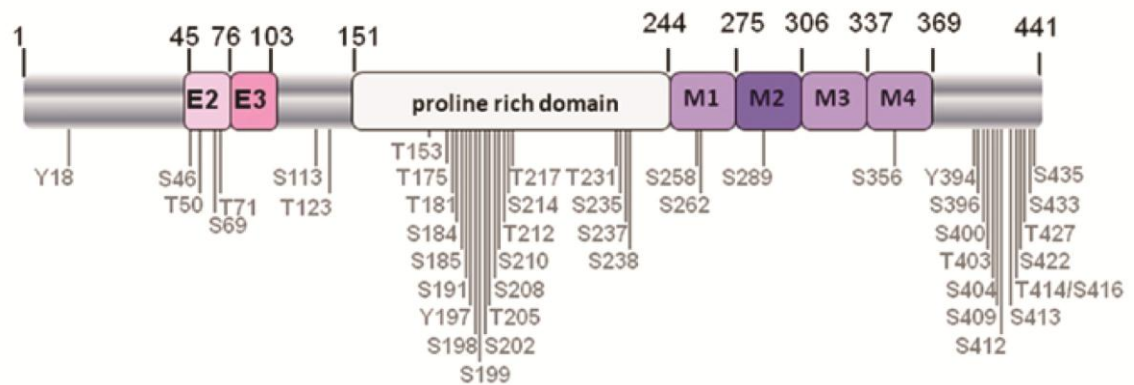 1 45 76 103 151 244 275 306 337 369 441
E2 E3 proline rich domain M1 M2 M3 M4
T153
Y18 S46 S113 T175 T217 T231 S258 S289 S356 Y394 S435
T50 T71 T123 T181 S214 S235 S262 S396 S433
S69 S184 T212 S237 S400 T427
S185 S210 S238 T403 S422
S191 S208 S404 T414/S416
Y197 T205 S409 S413
S198 S202 S412
S199